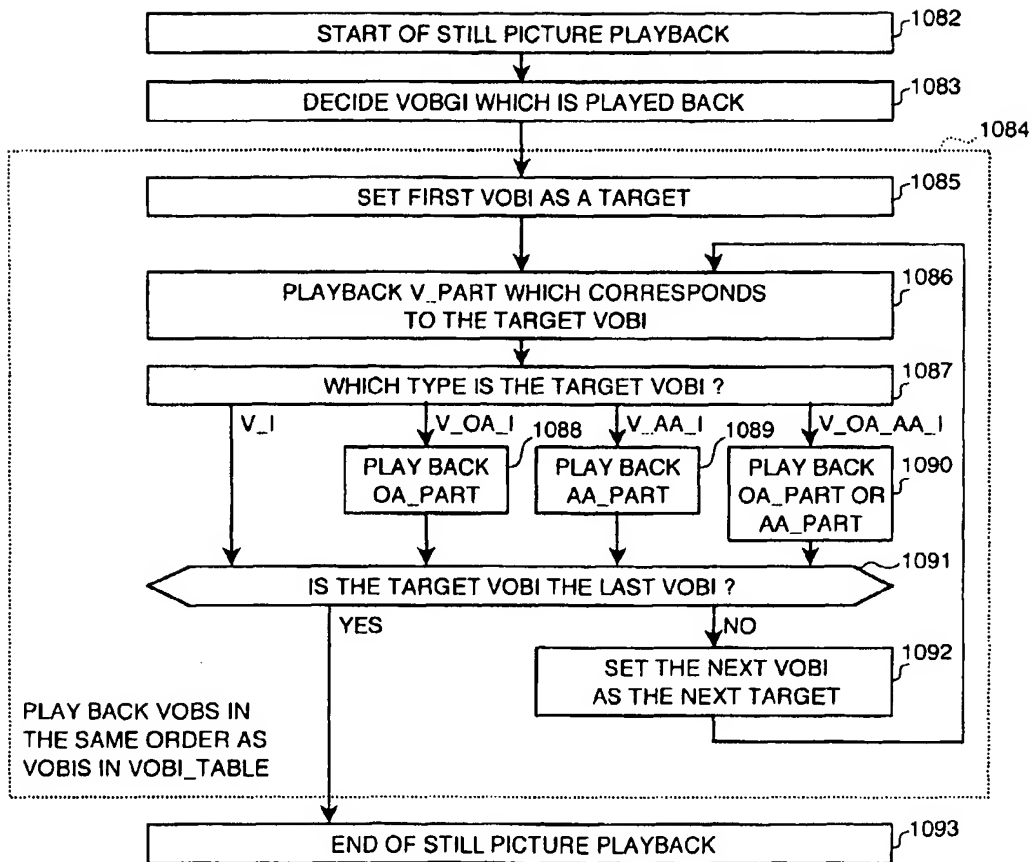 START OF STILL PICTURE PLAYBACK
1082
DECIDE VOBGI WHICH IS PLAYED BACK
1083
1084
SET FIRST VOBI AS A TARGET
1085
PLAYBACK V_PART WHICH CORRESPONDS
TO THE TARGET VOBI
1086
WHICH TYPE IS THE TARGET VOBI ?
1087
V_I
V_OA_I
1088
V_AA_I
1089
V_OA_AA_I
PLAY BACK
OA_PART
PLAY BACK
AA_PART
PLAY BACK
OA_PART OR
AA_PART
1090
IS THE TARGET VOBI THE LAST VOBI ?
1091
YES
NO
SET THE NEXT VOBI
AS THE NEXT TARGET
1092
PLAY BACK VOBS IN
THE SAME ORDER AS
VOBIS IN VOBI_TABLE
END OF STILL PICTURE PLAYBACK
1093